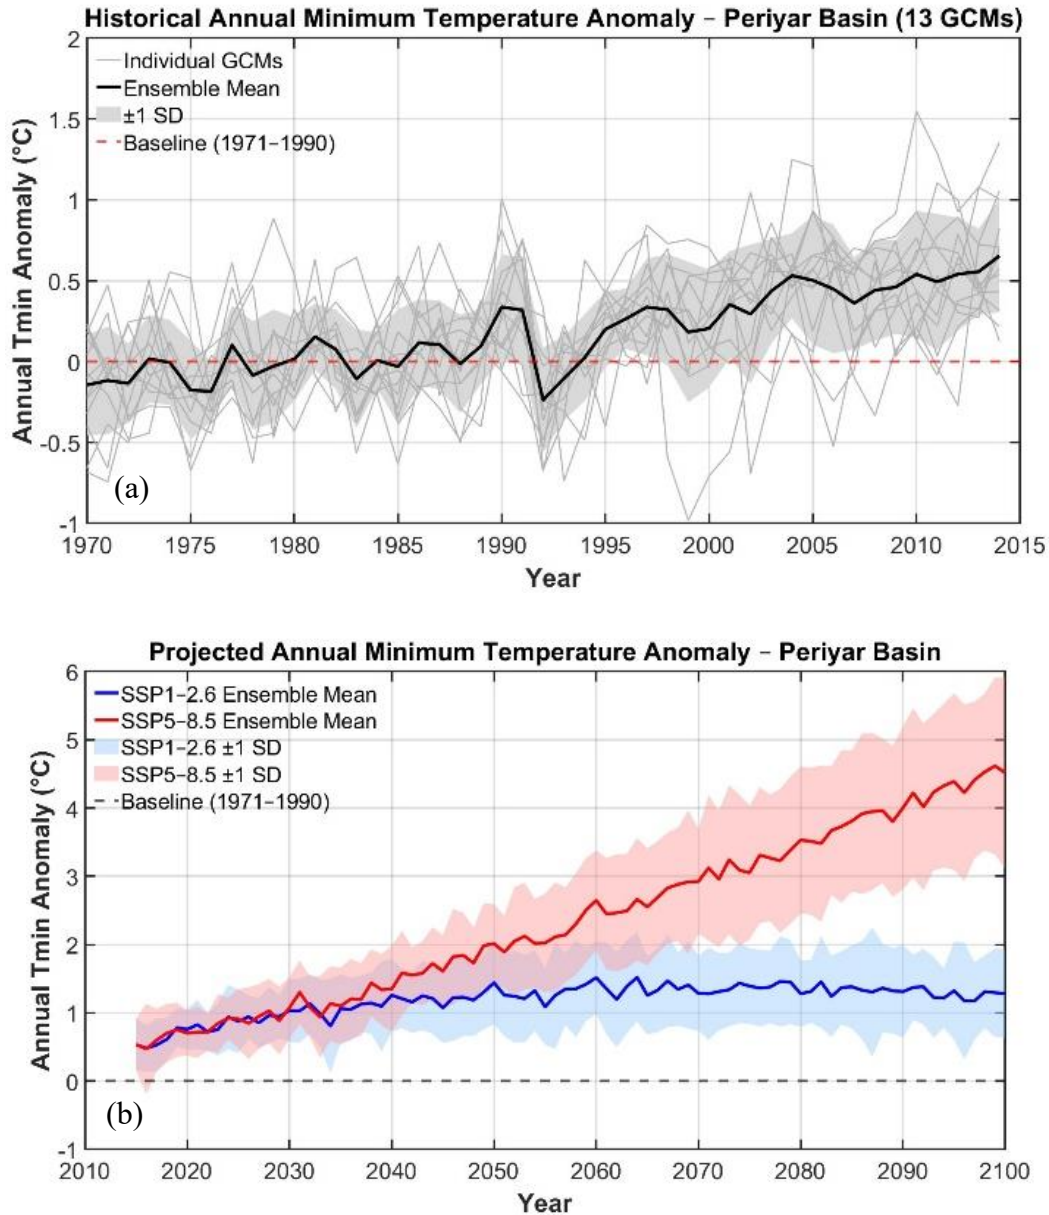 Historical Annual Minimum Temperature Anomaly – Periyar Basin (13 GCMs)
2
1.5
1
0.5
0
-0.5
-1
Annual Tmin Anomaly (°C)
Individual GCMs
Ensemble Mean
±1 SD
Baseline (1971–1990)
(a)
1970 1975 1980 1985 1990 1995 2000 2005 2010 2015
Year
Projected Annual Minimum Temperature Anomaly – Periyar Basin
6
5
4
3
2
1
0
-1
Annual Tmin Anomaly (°C)
SSP1–2.6 Ensemble Mean
SSP5–8.5 Ensemble Mean
SSP1–2.6 ±1 SD
SSP5–8.5 ±1 SD
Baseline (1971–1990)
(b)
2010 2020 2030 2040 2050 2060 2070 2080 2090 2100
Year